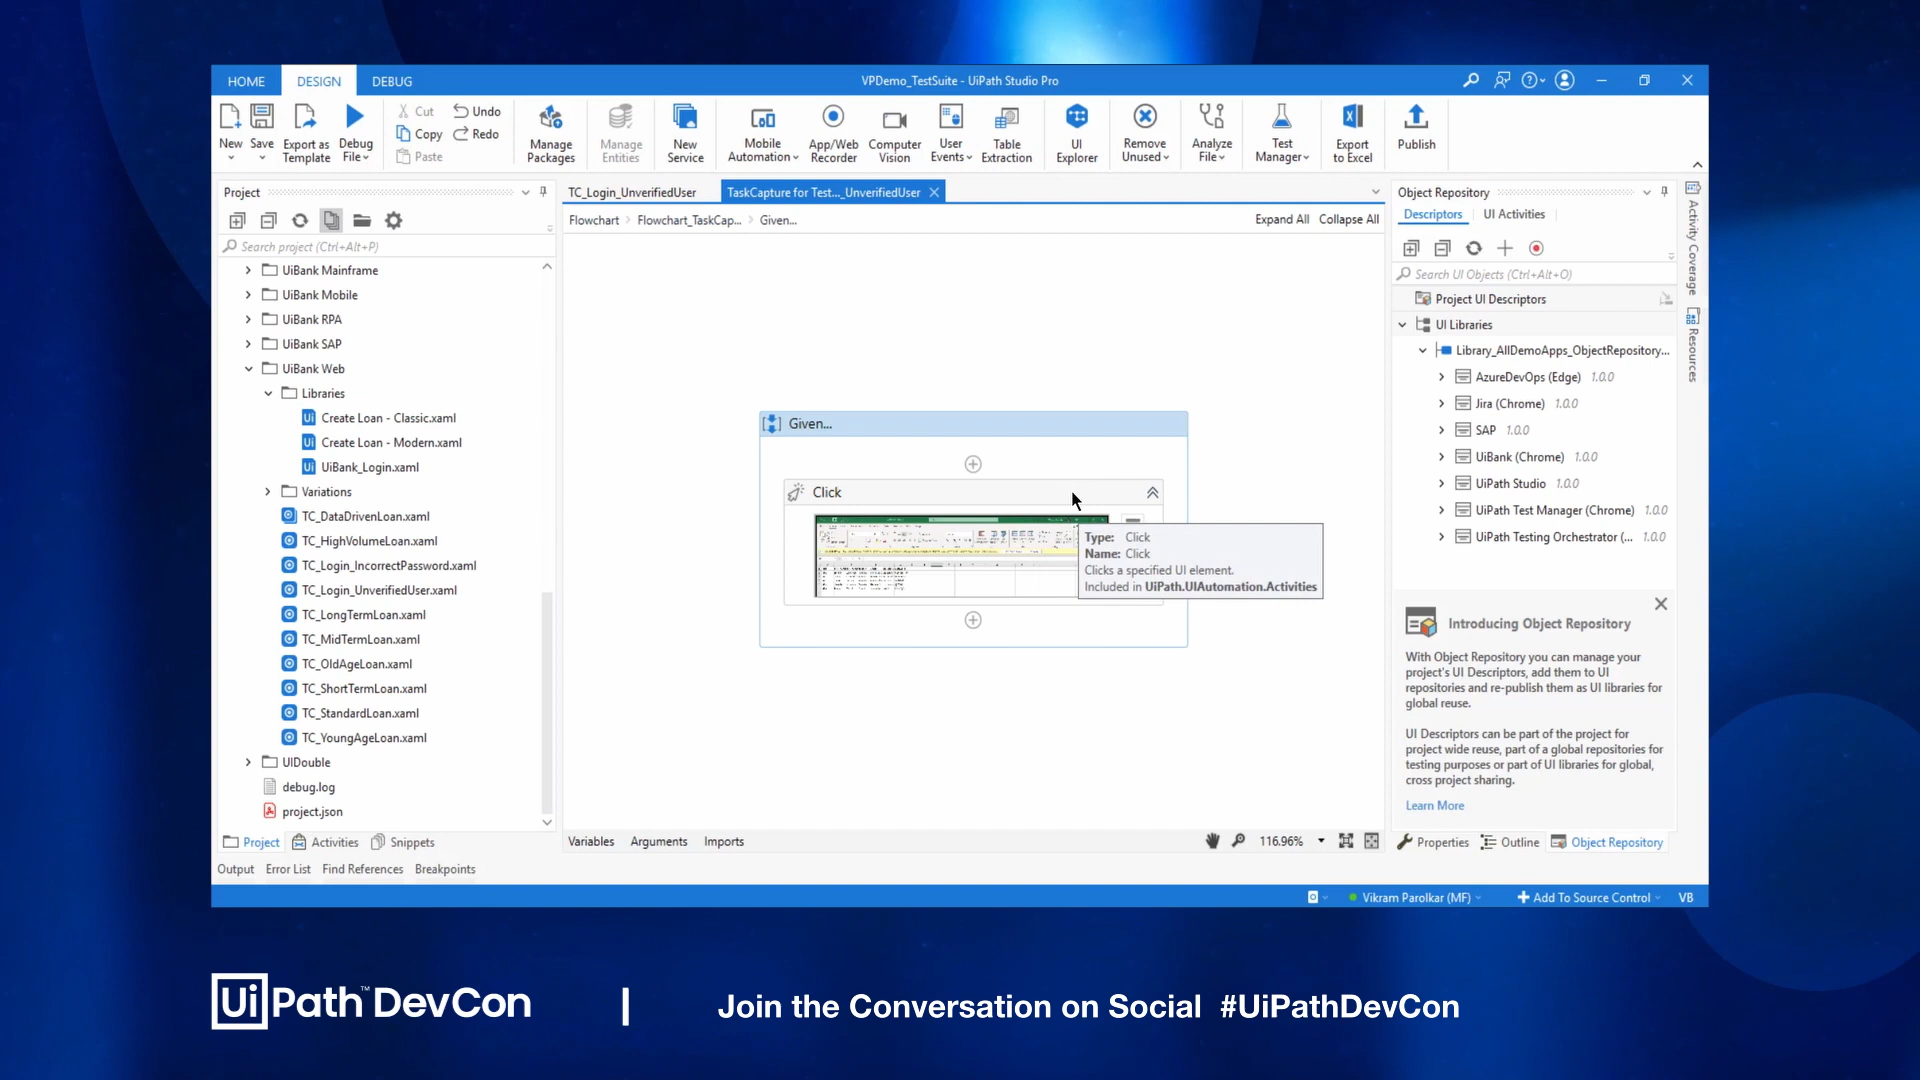 HOME DESIGN DEBUG VPDemo_TestSuite - UiPath Studio Pro
New Save Export as Template Debug File Cut Copy Paste Undo Redo
Manage Packages Manage Entities New Service Mobile Automation App/Web Recorder Computer Vision User Events Table Extraction UI Explorer Remove Unused Analyze File Test Manager Export to Excel Publish
Project
Search project (Ctrl+Alt+P)
UiBank Mainframe
UiBank Mobile
UiBank RPA
UiBank SAP
UiBank Web
Libraries
Ui Create Loan - Classic.xaml
Ui Create Loan - Modern.xaml
Ui UiBank_Login.xaml
Variations
TC_DataDrivenLoan.xaml
TC_HighVolumeLoan.xaml
TC_Login_IncorrectPassword.xaml
TC_Login_UnverifiedUser.xaml
TC_LongTermLoan.xaml
TC_MidTermLoan.xaml
TC_OldAgeLoan.xaml
TC_ShortTermLoan.xaml
TC_StandardLoan.xaml
TC_YoungAgeLoan.xaml
UIDouble
debug.log
project.json
Project Activities Snippets
TC_Login_UnverifiedUser TaskCapture for Test..._UnverifiedUser
Flowchart Flowchart_TaskCap... Given... Expand All Collapse All
Given...
Click
Type: Click
Name: Click
Clicks a specified UI element.
Included in UiPath.UIAutomation.Activities
Variables Arguments Imports 116.96%
Object Repository
Descriptors UI Activities
Search UI Objects (Ctrl+Alt+O)
Project UI Descriptors
UI Libraries
Library_AllDemoApps_ObjectRepository...
AzureDevOps (Edge) 1.0.0
Jira (Chrome) 1.0.0
SAP 1.0.0
UiBank (Chrome) 1.0.0
UiPath Studio 1.0.0
UiPath Test Manager (Chrome) 1.0.0
UiPath Testing Orchestrator (... 1.0.0
Introducing Object Repository
With Object Repository you can manage your
project's UI Descriptors, add them to UI
repositories and re-publish them as UI libraries for
global reuse.
UI Descriptors can be part of the project for
project wide reuse, part of a global repositories for
testing purposes or part of UI libraries for global,
cross project sharing.
Learn More
Properties Outline Object Repository
Activity Coverage
Resources
Output Error List Find References Breakpoints
Vikram Parolkar (MF) Add To Source Control VB
UiPath™ DevCon | Join the Conversation on Social #UiPathDevCon